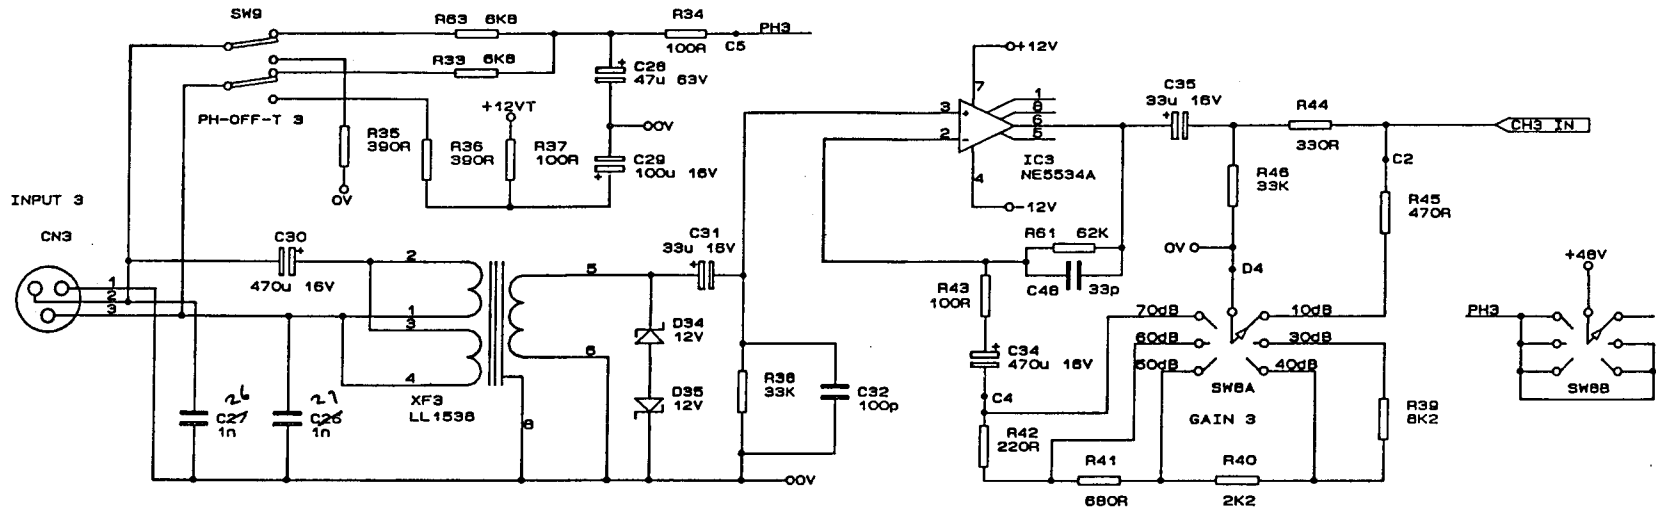 SW9
R63 6K8
R34
100R
C5
PH3
R33 6K8
C28
47u 63V
PH-OFF-T 3
+12VT
R35
390R
R36
390R
R37
100R
OOV
C29
100u 16V
0V
INPUT 3
CN3
1
2
3
C30
470u 16V
2
1
3
4
XF3
LL1538
5
6
8
C31
33u 16V
D34
12V
D35
12V
26
C27
1n
27
C26
1n
R38
33K
C32
100p
0V
3
2
+
-
7
4
1
8
6
5
+12V
-12V
IC3
NE5534A
R61 62K
C48 33p
R43
100R
C34
470u 16V
C4
R42
220R
R41
680R
R40
2K2
R39
8K2
C35
33u 16V
R44
330R
CH3 IN
C2
R46
33K
R45
470R
0V
D4
70dB
60dB
50dB
10dB
30dB
40dB
SW8A
GAIN 3
+48V
PH3
SW8B